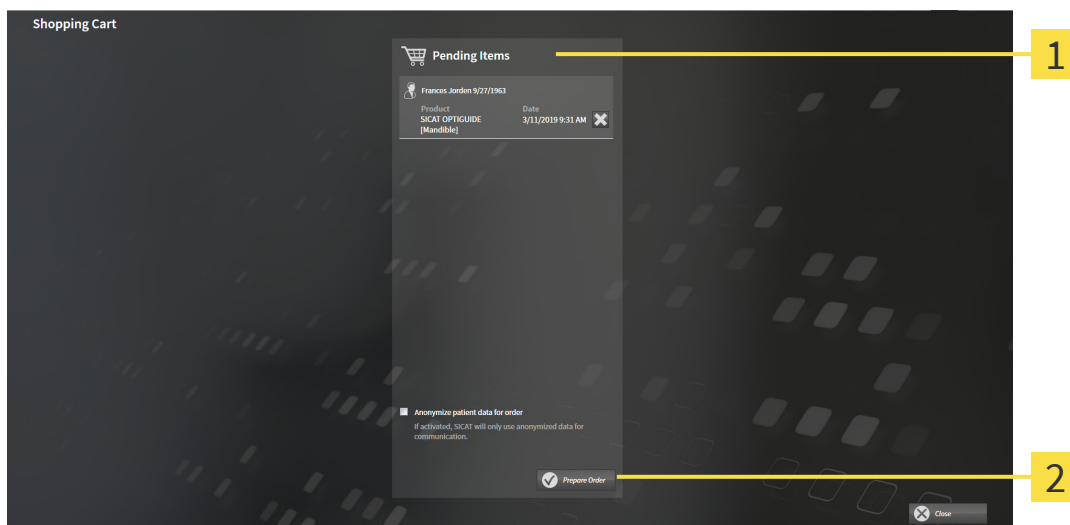 Shopping Cart
Pending Items
1
Frances Jorden 9/27/1963
Product Date
SICAT OPTIGUIDE 3/11/2019 9:31 AM
[Mandible]
Anonymize patient data for order
If activated, SICAT will only use anonymized data for
communication.
Prepare Order
2
Close